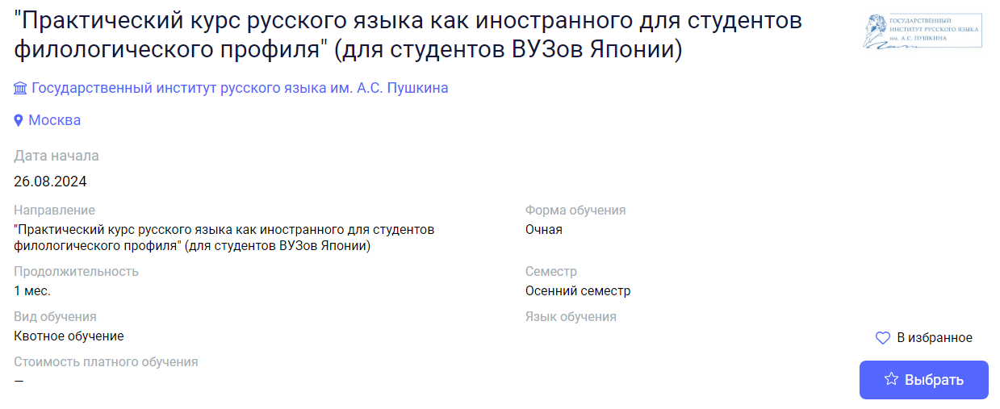 "Практический курс русского языка как иностранного для студентов
филологического профиля" (для студентов ВУЗов Японии)
ГОСУДАРСТВЕННЫЙ
ИНСТИТУТ РУССКОГО ЯЗЫКА
им. А.С. ПУШКИНА
Государственный институт русского языка им. А.С. Пушкина
Москва
Дата начала
26.08.2024
Направление
"Практический курс русского языка как иностранного для студентов
филологического профиля" (для студентов ВУЗов Японии)
Форма обучения
Очная
Продолжительность
1 мес.
Семестр
Осенний семестр
Вид обучения
Квотное обучение
Язык обучения
Стоимость платного обучения
—
В избранное
Выбрать